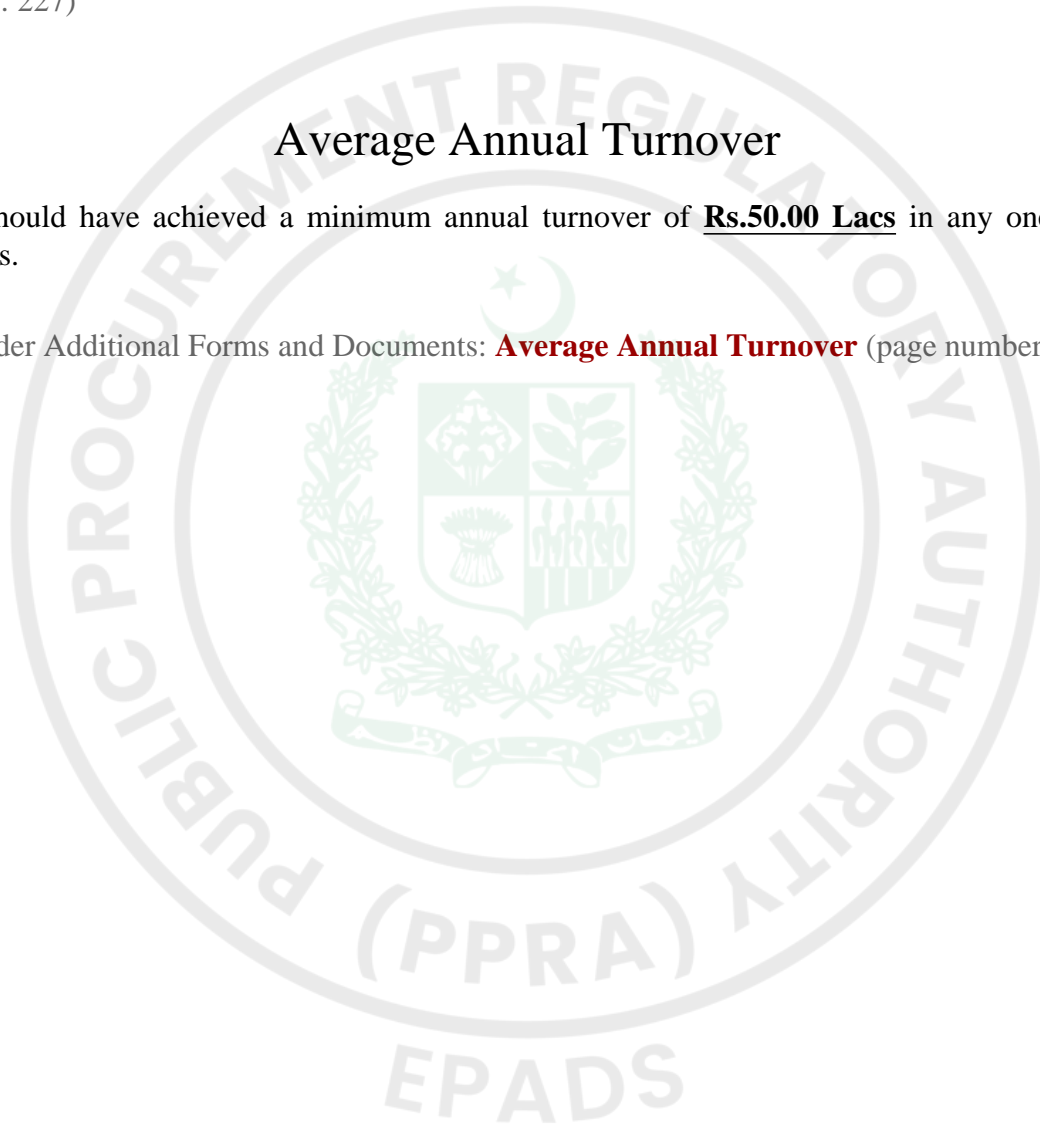 . 227)
Average Annual Turnover
hould have achieved a minimum annual turnover of Rs.50.00 Lacs in any one
s.
der Additional Forms and Documents: Average Annual Turnover (page number
PUBLIC PROCUREMENT REGULATORY AUTHORITY
(PPRA)
EPADS